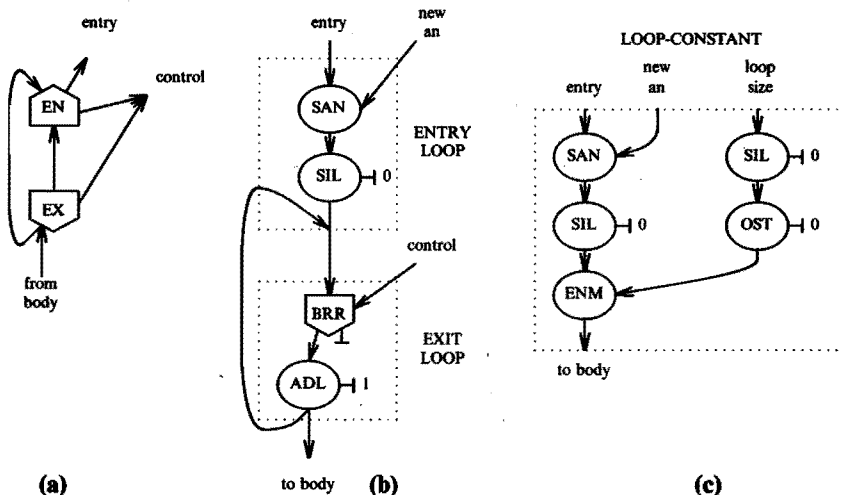 entry
control
EN
EX
from
body
(a)
entry
new
an
SAN
ENTRY
LOOP
SIL
0
control
BRR
EXIT
LOOP
ADL
1
to body
(b)
LOOP-CONSTANT
entry
new
an
loop
size
SAN
SIL
0
SIL
0
OST
0
ENM
to body
(c)